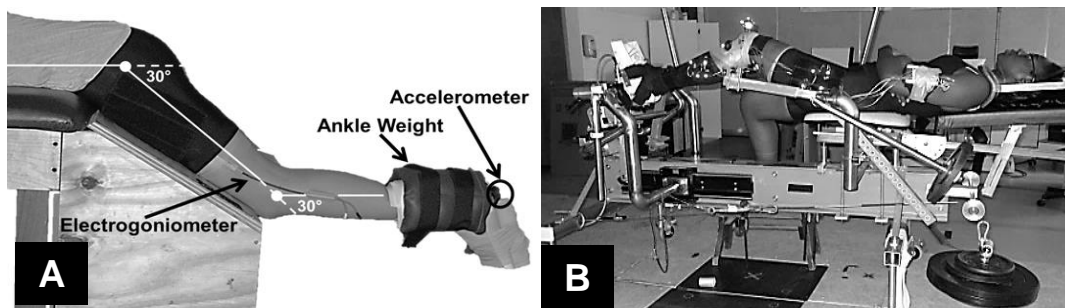 30°
Accelerometer
Ankle Weight
30°
Electrogoniometer
A
B